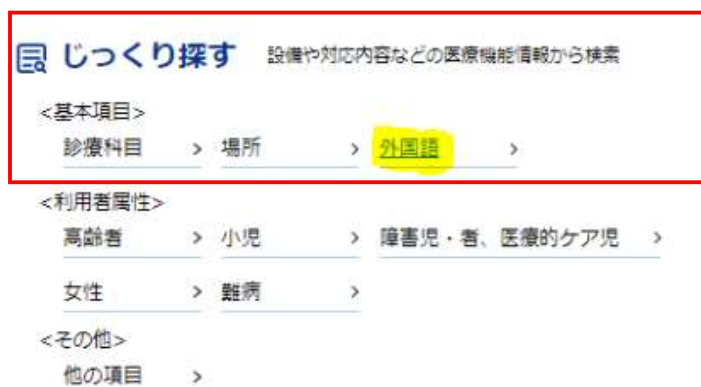 じっくり探す 設備や対応内容などの医療機能情報から検索
<基本項目>
診療科目 > 場所 > 外国語 >
<利用者属性>
高齢者 > 小児 > 障害児・者、医療的ケア児 >
女性 > 難病 >
<その他>
他の項目 >